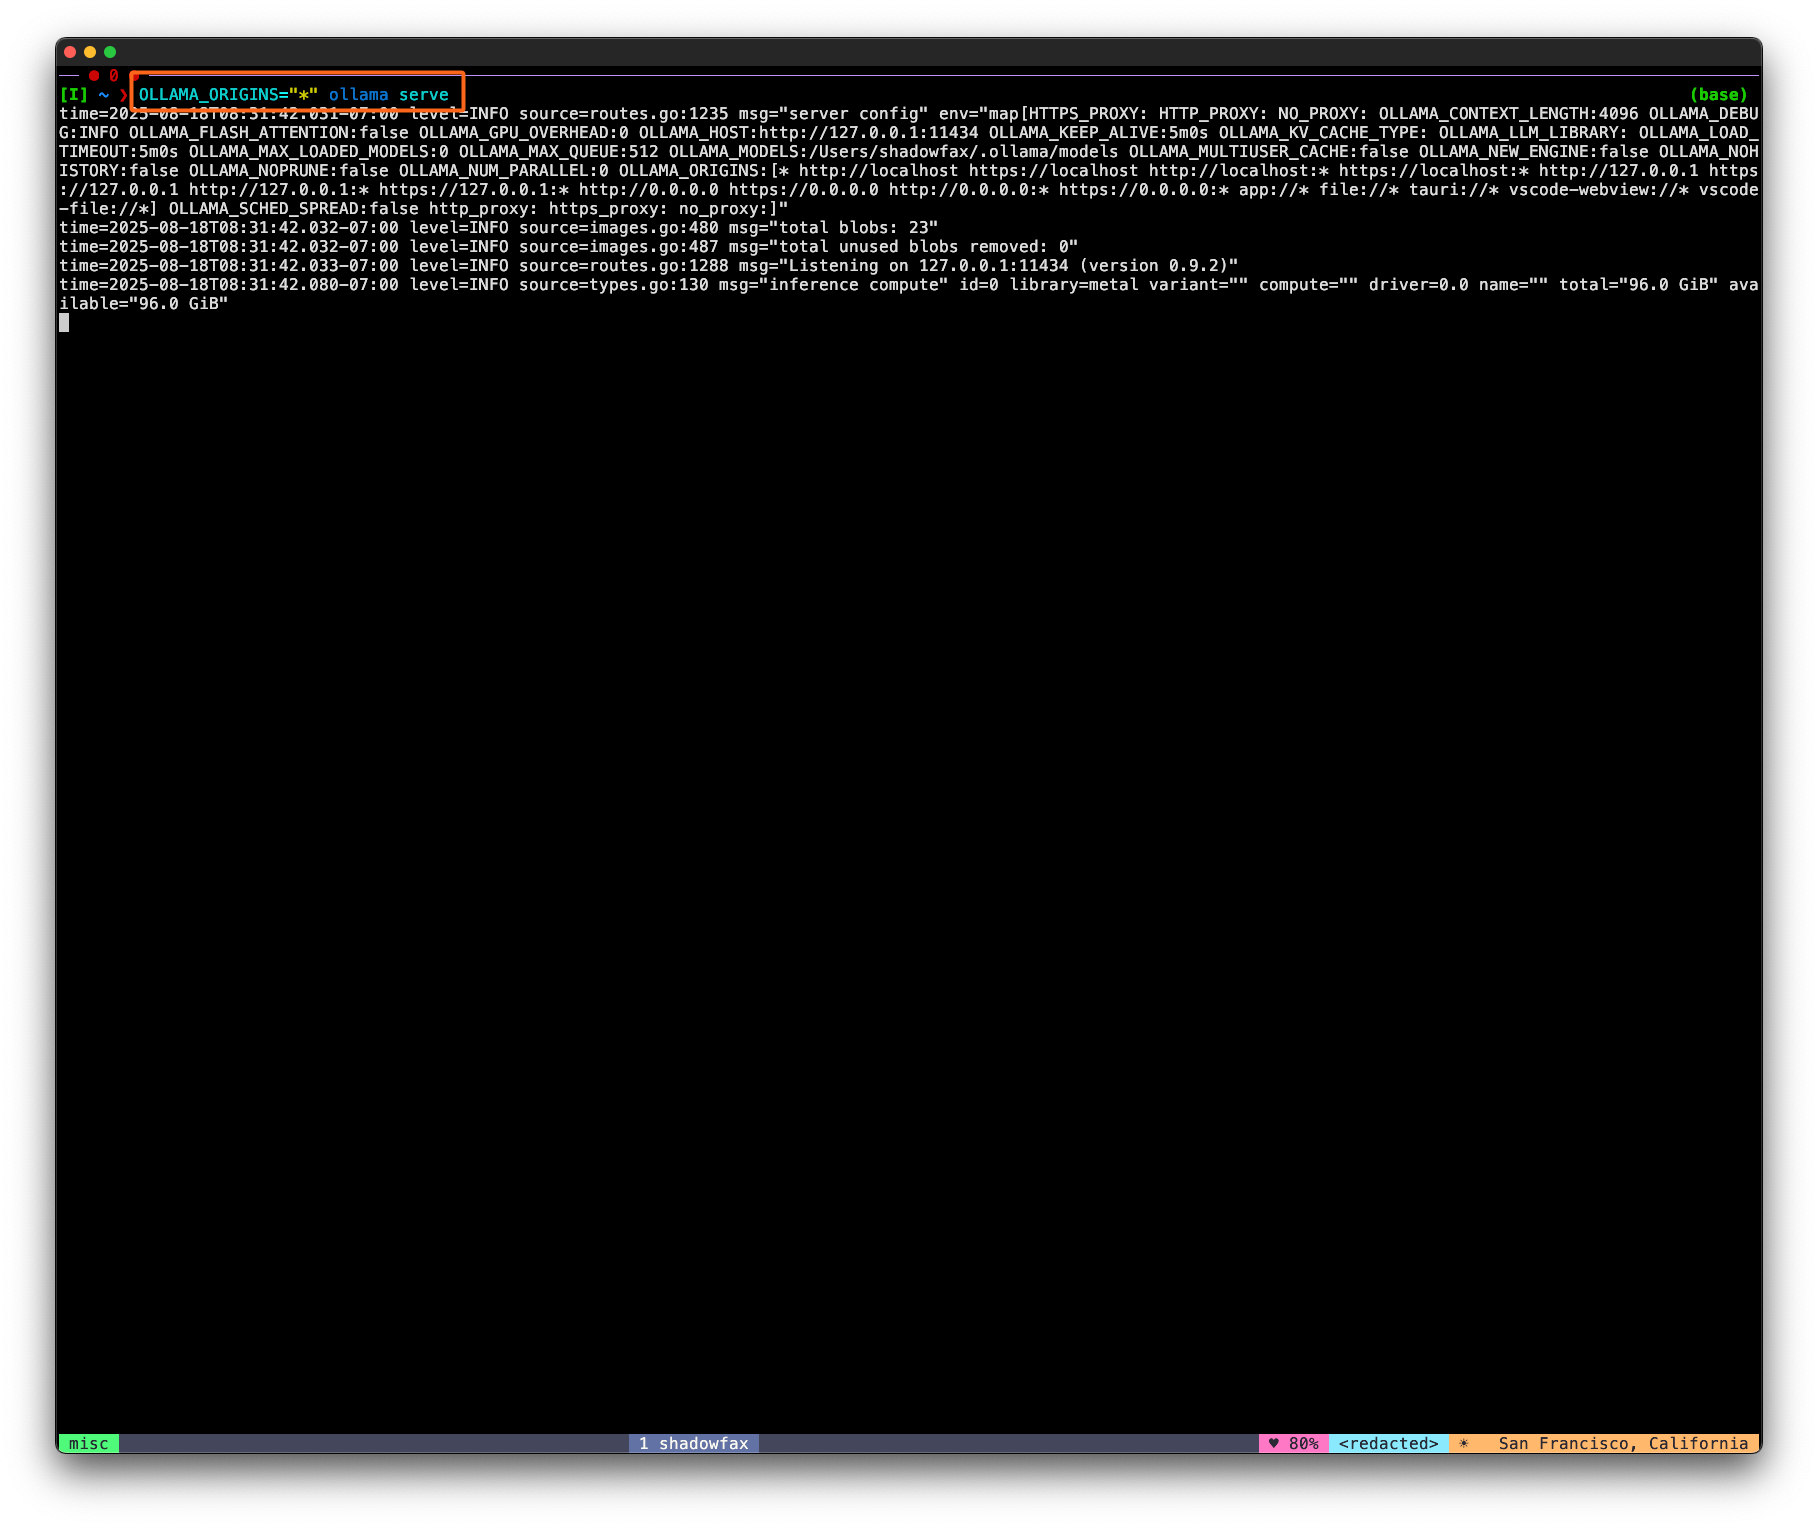 0
[I] ~ ❯ OLLAMA_ORIGINS="*" ollama serve (base)
time=2025-08-18T08:31:42.031-07:00 level=INFO source=routes.go:1235 msg="server config" env="map[HTTPS_PROXY: HTTP_PROXY: NO_PROXY: OLLAMA_CONTEXT_LENGTH:4096 OLLAMA_DEBU
G:INFO OLLAMA_FLASH_ATTENTION:false OLLAMA_GPU_OVERHEAD:0 OLLAMA_HOST:http://127.0.0.1:11434 OLLAMA_KEEP_ALIVE:5m0s OLLAMA_KV_CACHE_TYPE: OLLAMA_LLM_LIBRARY: OLLAMA_LOAD_
TIMEOUT:5m0s OLLAMA_MAX_LOADED_MODELS:0 OLLAMA_MAX_QUEUE:512 OLLAMA_MODELS:/Users/shadowfax/.ollama/models OLLAMA_MULTIUSER_CACHE:false OLLAMA_NEW_ENGINE:false OLLAMA_NOH
ISTORY:false OLLAMA_NOPRUNE:false OLLAMA_NUM_PARALLEL:0 OLLAMA_ORIGINS:[* http://localhost https://localhost http://localhost:* https://localhost:* http://127.0.0.1 https
://127.0.0.1 http://127.0.0.1:* https://127.0.0.1:* http://0.0.0.0 https://0.0.0.0 http://0.0.0.0:* https://0.0.0.0:* app://* file://* tauri://* vscode-webview://* vscode
-file://*] OLLAMA_SCHED_SPREAD:false http_proxy: https_proxy: no_proxy:]"
time=2025-08-18T08:31:42.032-07:00 level=INFO source=images.go:480 msg="total blobs: 23"
time=2025-08-18T08:31:42.032-07:00 level=INFO source=images.go:487 msg="total unused blobs removed: 0"
time=2025-08-18T08:31:42.033-07:00 level=INFO source=routes.go:1288 msg="Listening on 127.0.0.1:11434 (version 0.9.2)"
time=2025-08-18T08:31:42.080-07:00 level=INFO source=types.go:130 msg="inference compute" id=0 library=metal variant="" compute="" driver=0.0 name="" total="96.0 GiB" ava
ilable="96.0 GiB"
misc 1 shadowfax ♥ 80% <redacted> ☀ San Francisco, California